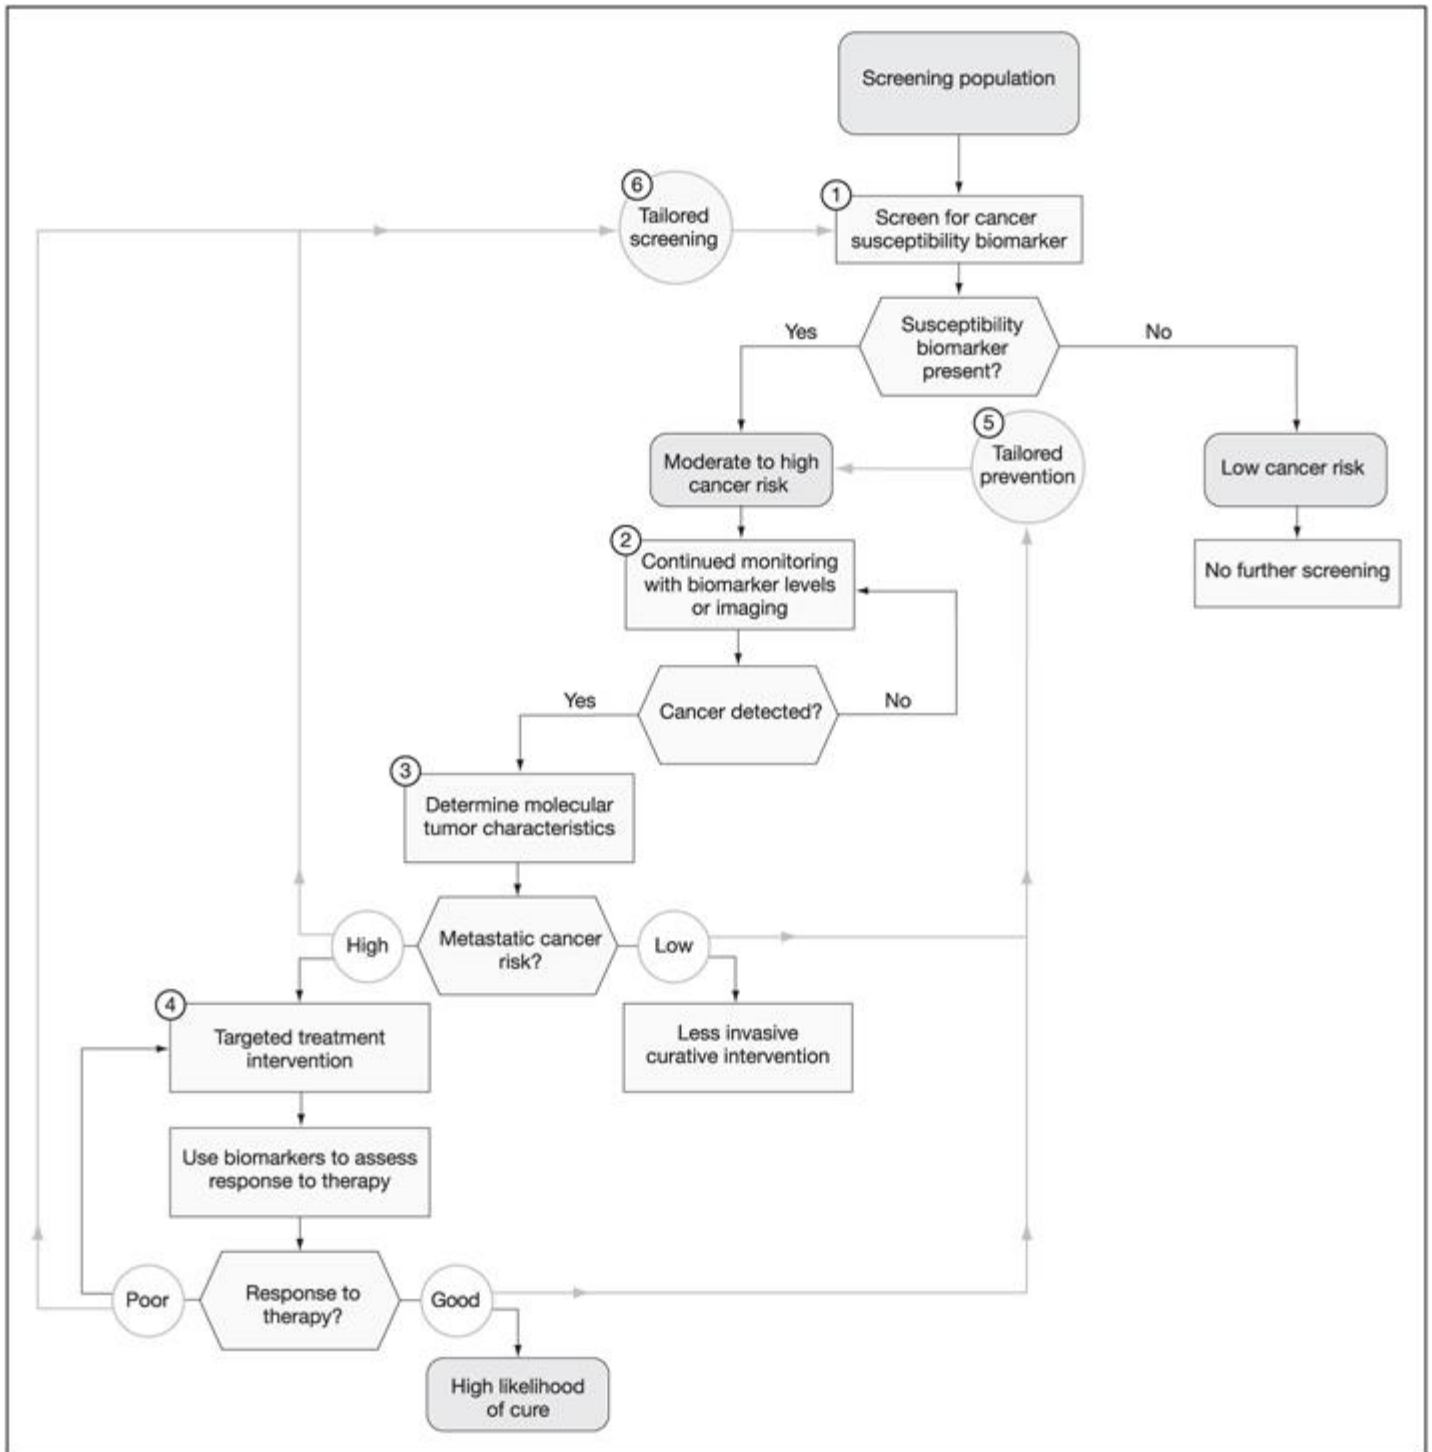 Screening population
6
Tailored
screening
1
Screen for cancer
susceptibility biomarker
Susceptibility
biomarker
present?
Yes
No
5
Tailored
prevention
Moderate to high
cancer risk
Low cancer risk
2
Continued monitoring
with biomarker levels
or imaging
No further screening
Cancer detected?
Yes
No
3
Determine molecular
tumor characteristics
High
Metastatic cancer
risk?
Low
4
Targeted treatment
intervention
Less invasive
curative intervention
Use biomarkers to assess
response to therapy
Poor
Response to
therapy?
Good
High likelihood
of cure